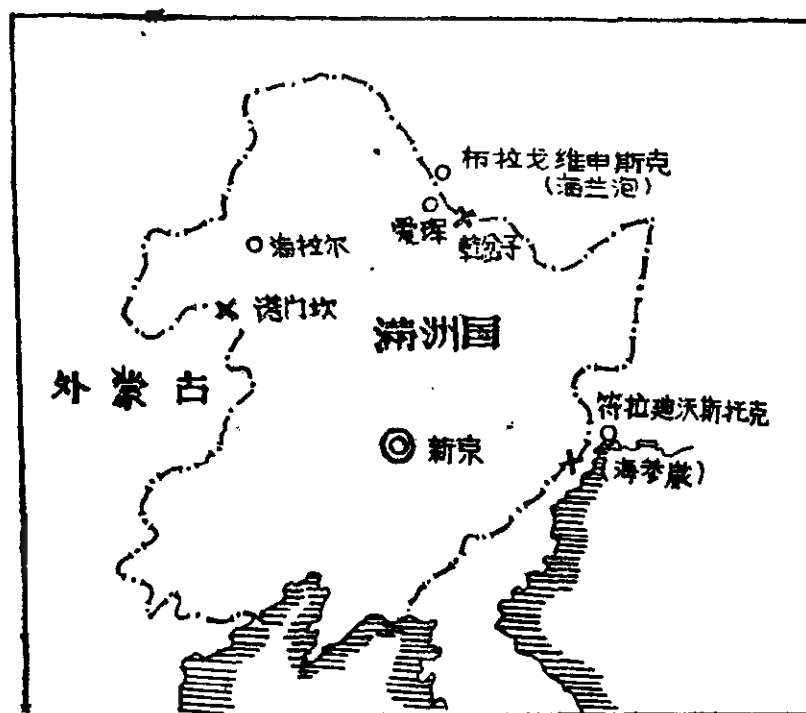 布拉戈维申斯克
(海兰泡)
爱珲
乾岔子
海拉尔
诺门坎
满洲国
外蒙古
符拉迪沃斯托克
新京
(海参崴)